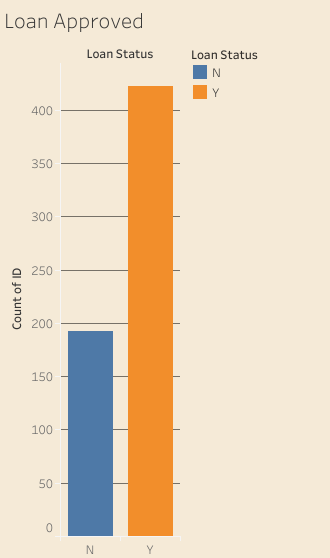 Loan Approved
Loan Status
Loan Status
N
Y
400
350
300
250
200
150
100
50
0
Count of ID
N
Y